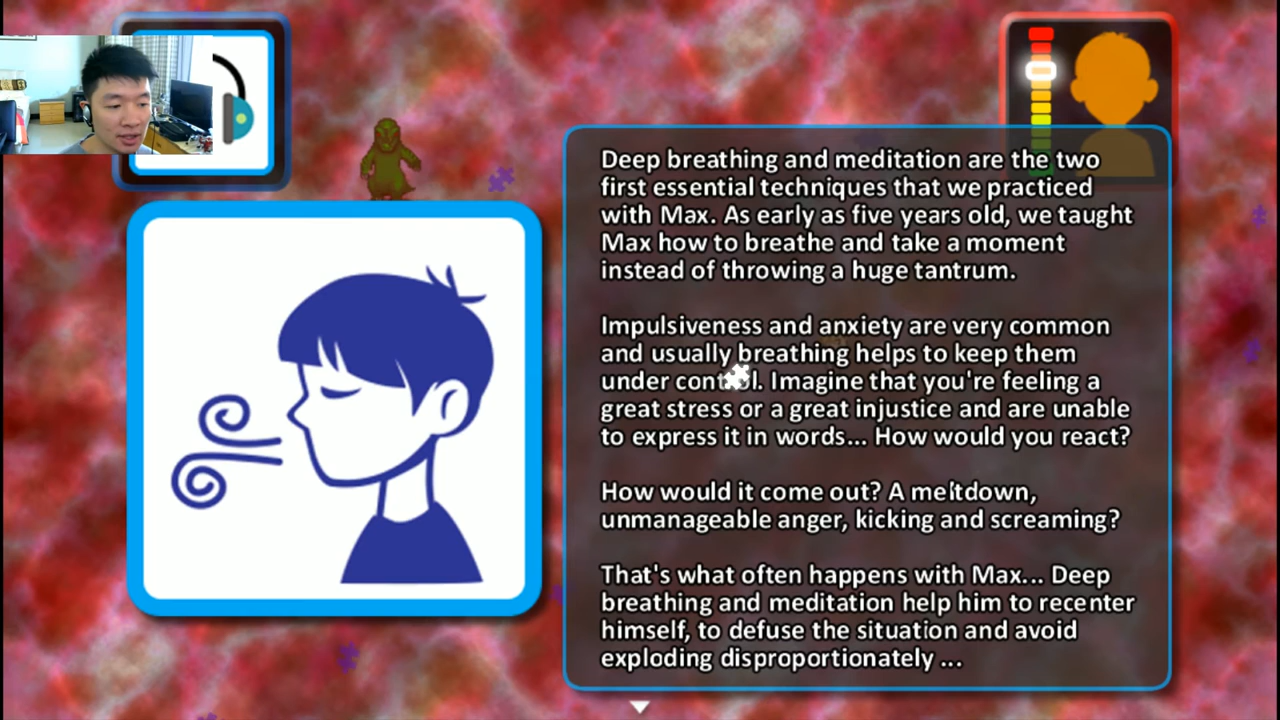 Deep breathing and meditation are the two
first essential techniques that we practiced
with Max. As early as five years old, we taught
Max how to breathe and take a moment
instead of throwing a huge tantrum.
Impulsiveness and anxiety are very common
and usually breathing helps to keep them
under control. Imagine that you're feeling a
great stress or a great injustice and are unable
to express it in words... How would you react?
How would it come out? A meltdown,
unmanageable anger, kicking and screaming?
That's what often happens with Max... Deep
breathing and meditation help him to recenter
himself, to defuse the situation and avoid
exploding disproportionately ...